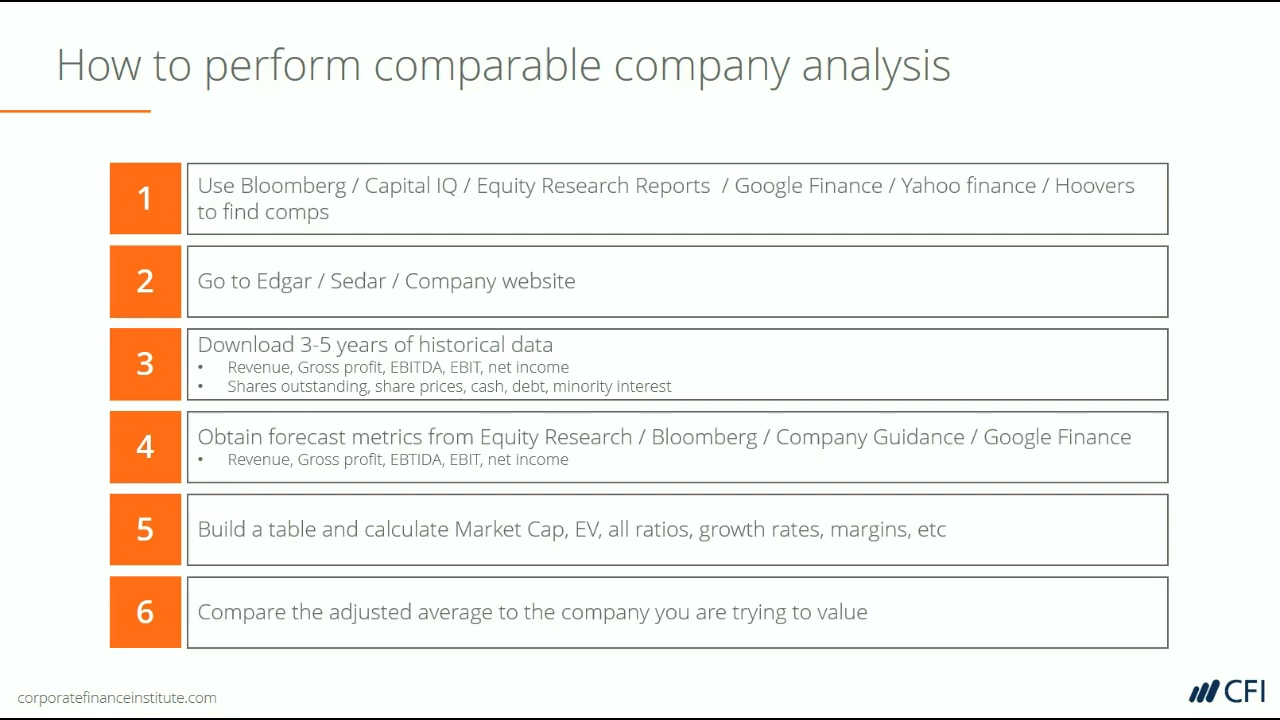 How to perform comparable company analysis
1
Use Bloomberg / Capital IQ / Equity Research Reports / Google Finance / Yahoo finance / Hoovers
to find comps
2
Go to Edgar / Sedar / Company website
3
Download 3-5 years of historical data
• Revenue, Gross profit, EBITDA, EBIT, net income
• Shares outstanding, share prices, cash, debt, minority interest
4
Obtain forecast metrics from Equity Research / Bloomberg / Company Guidance / Google Finance
• Revenue, Gross profit, EBTIDA, EBIT, net income
5
Build a table and calculate Market Cap, EV, all ratios, growth rates, margins, etc
6
Compare the adjusted average to the company you are trying to value
corporatefinanceinstitute.com
CFI